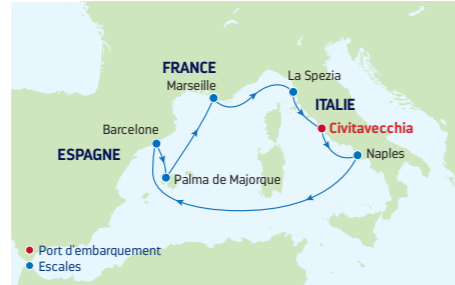 FRANCE
Marseille
La Spezia
ITALIE
Civitavecchia
Naples
Barcelone
ESPAGNE
Palma de Majorque
Port d'embarquement
Escales